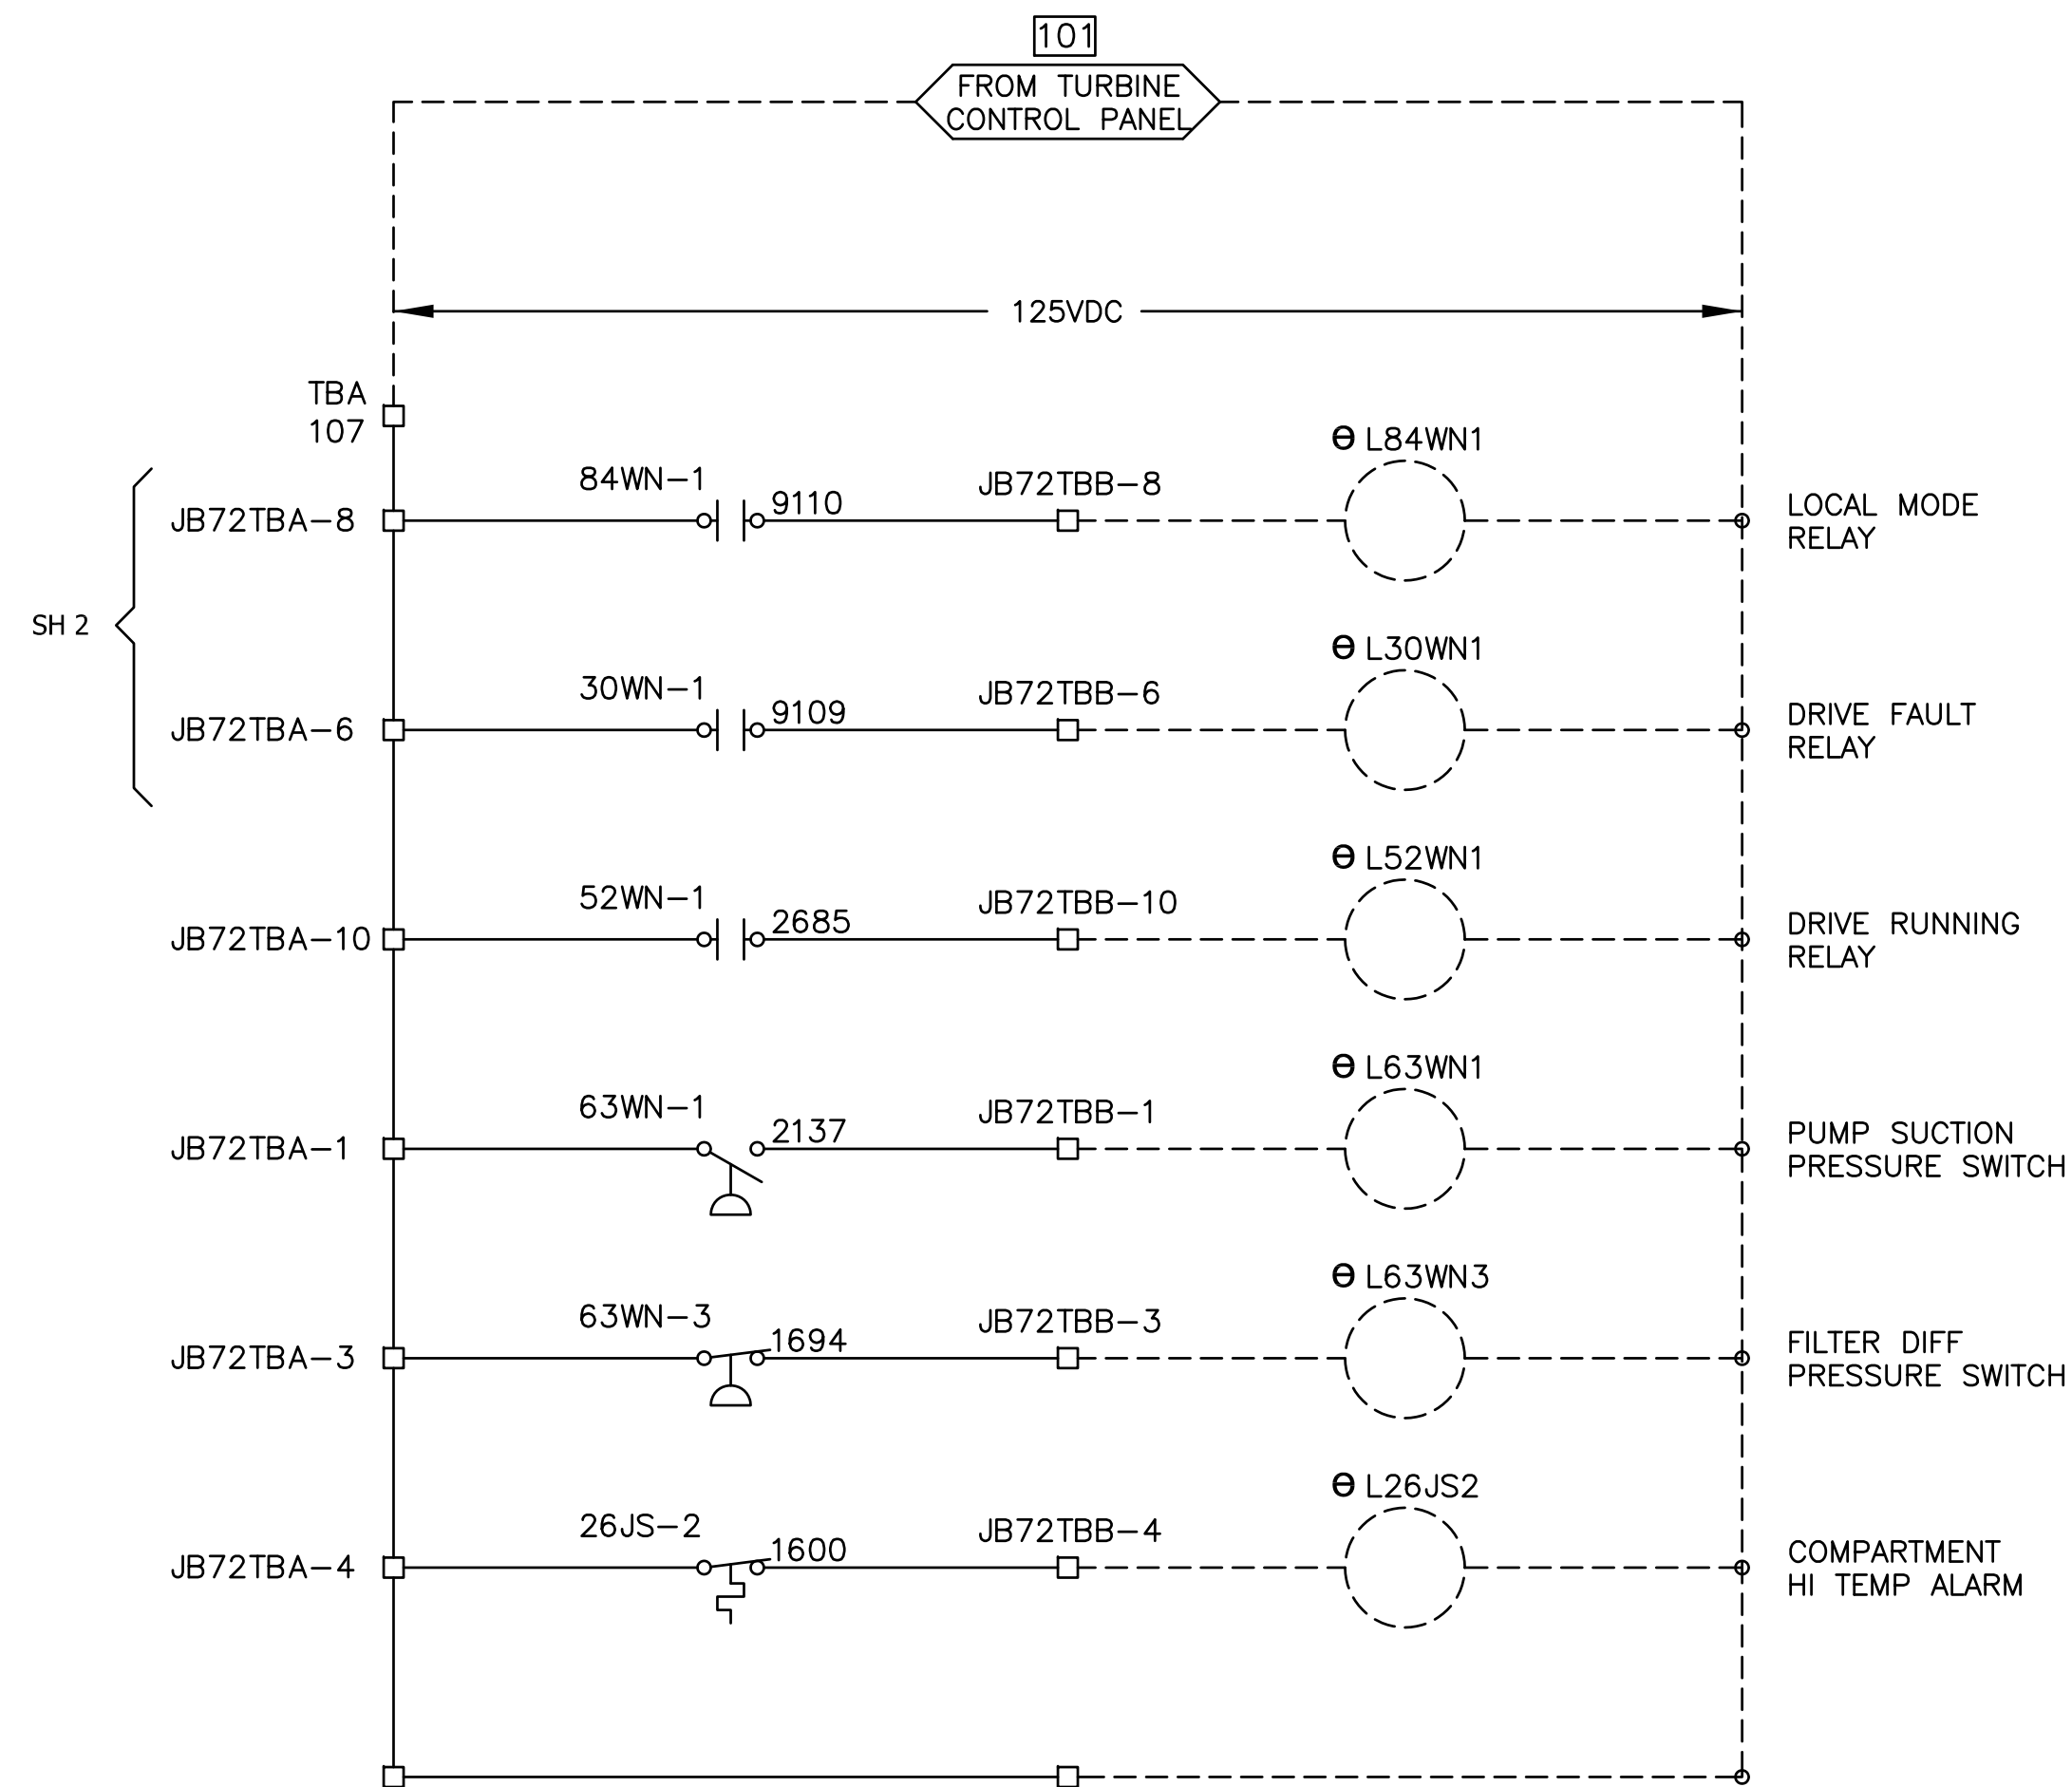 101
FROM TURBINE
CONTROL PANEL
125VDC
TBA
107
SH 2
JB72TBA-8
84WN-1
9110
JB72TBB-8
Ө L84WN1
LOCAL MODE
RELAY
JB72TBA-6
30WN-1
9109
JB72TBB-6
Ө L30WN1
DRIVE FAULT
RELAY
JB72TBA-10
52WN-1
2685
JB72TBB-10
Ө L52WN1
DRIVE RUNNING
RELAY
JB72TBA-1
63WN-1
2137
JB72TBB-1
Ө L63WN1
PUMP SUCTION
PRESSURE SWITCH
JB72TBA-3
63WN-3
1694
JB72TBB-3
Ө L63WN3
FILTER DIFF
PRESSURE SWITCH
JB72TBA-4
26JS-2
1600
JB72TBB-4
Ө L26JS2
COMPARTMENT
HI TEMP ALARM